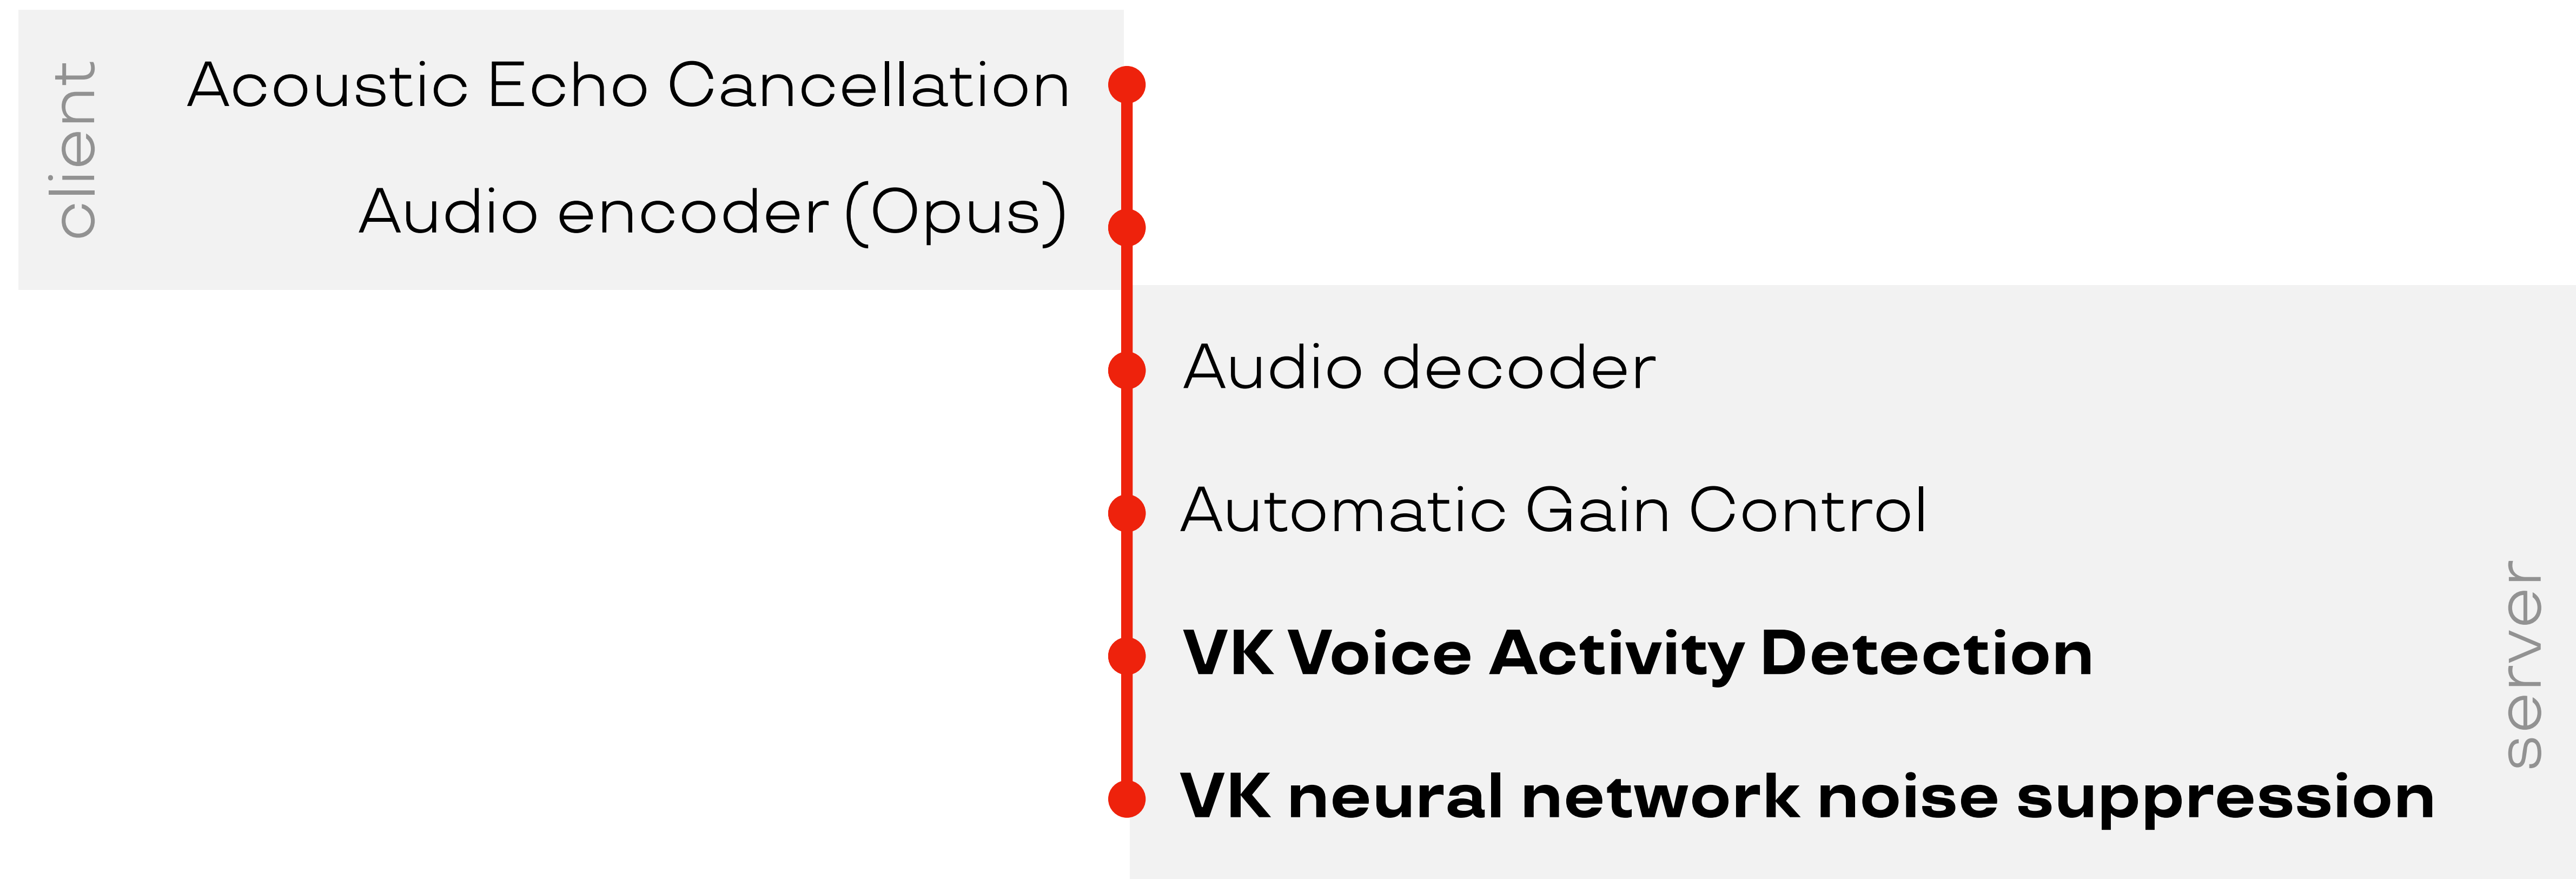 client
Acoustic Echo Cancellation
Audio encoder (Opus)
Audio decoder
Automatic Gain Control
VK Voice Activity Detection
VK neural network noise suppression
server